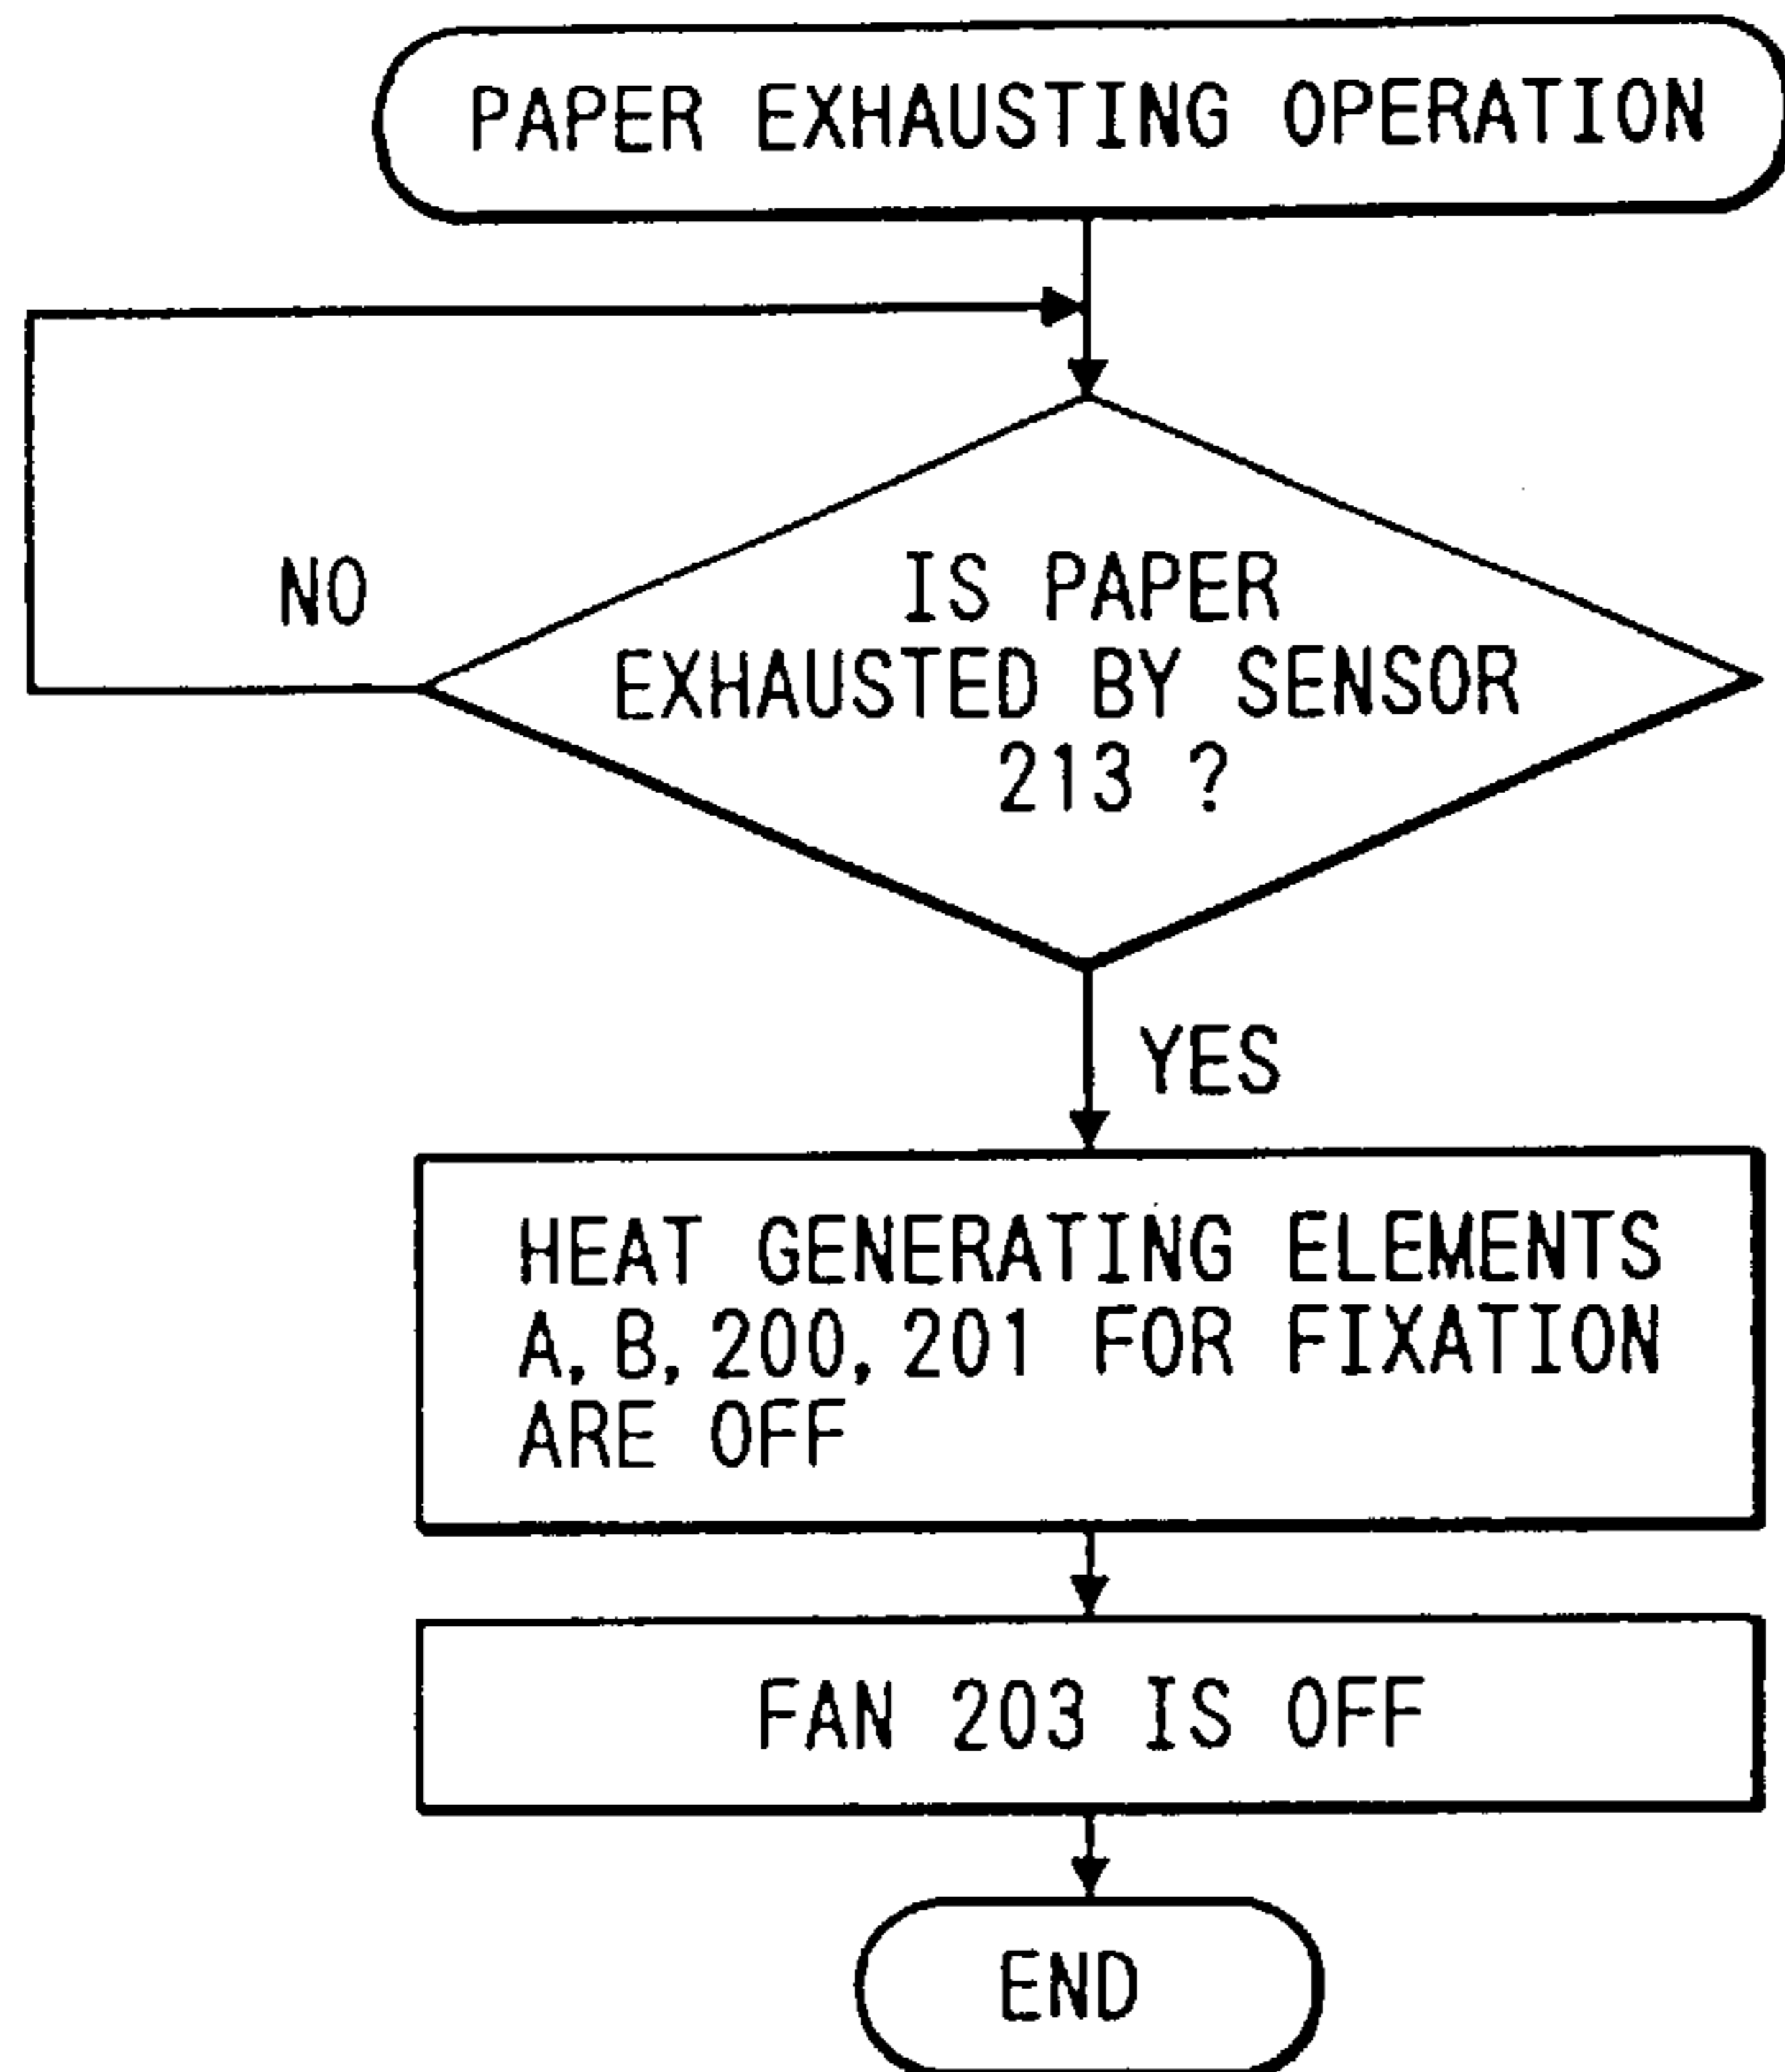 PAPER EXHAUSTING OPERATION
NO
IS PAPER
EXHAUSTED BY SENSOR
213 ?
YES
HEAT GENERATING ELEMENTS
A, B, 200, 201 FOR FIXATION
ARE OFF
FAN 203 IS OFF
END